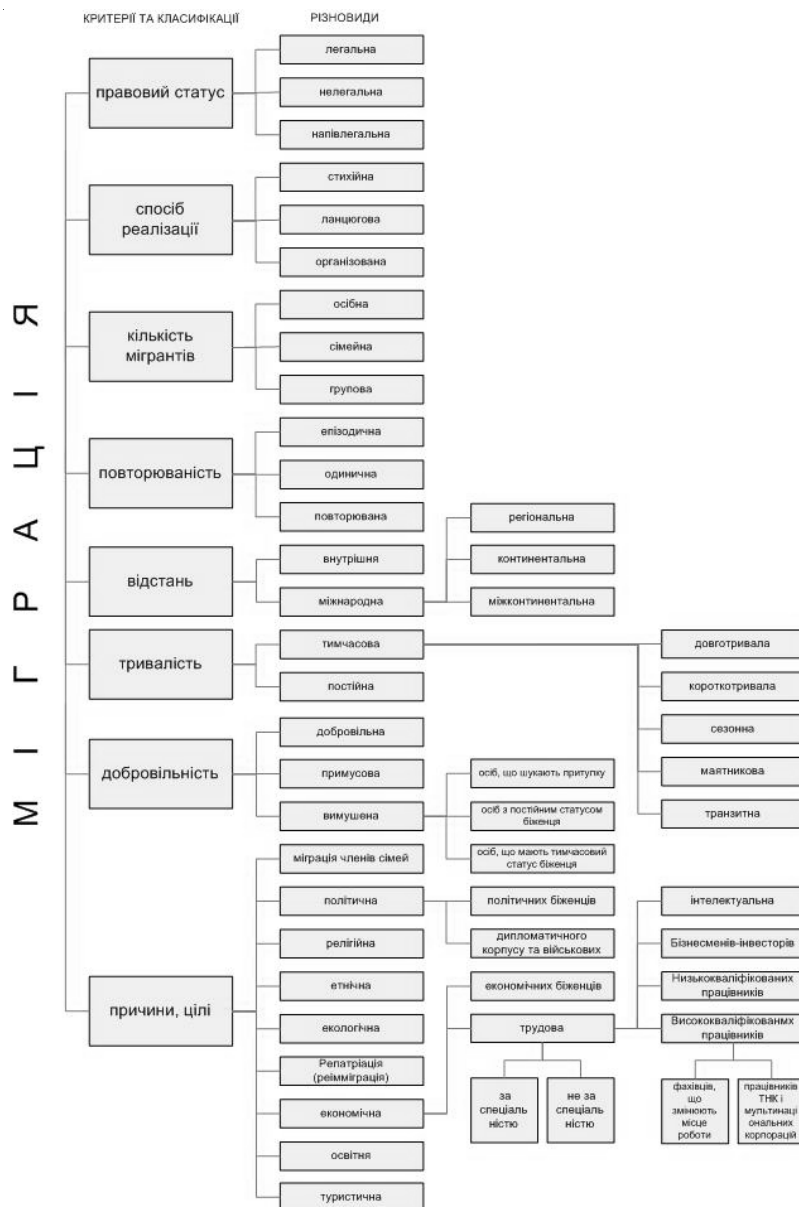 КРИТЕРІЇ ТА КЛАСИФІКАЦІЇ
РІЗНОВИДИ
МІГРАЦІЯ
правовий статус
легальна
нелегальна
напівлегальна
спосіб
реалізації
стихійна
ланцюгова
організована
кількість
мігрантів
осібна
сімейна
групова
повторюваність
епізодична
одинична
повторювана
відстань
внутрішня
міжнародна
регіональна
континентальна
міжконтинентальна
тривалість
тимчасова
постійна
довготривала
короткотривала
сезонна
маятникова
транзитна
добровільність
добровільна
примусова
вимушена
осіб, що шукають притупку
осіб з постійним статусом
біженця
осіб, що мають тимчасовий
статус біженця
причини, цілі
міграція членів сімей
політична
політичних біженців
дипломатичного
корпусу та військових
релігійна
етнічна
екологічна
Репатріація
(реімміграція)
економічна
економічних біженців
трудова
за
спеціаль
ністю
не за
спеціаль
ністю
інтелектуальна
Бізнесменів-інвесторів
Низькокваліфікованих
працівників
Висококваліфікованмх
працівників
фахівців,
що
змінюють
місце
роботи
працівників
ТНК і
мультинаці
ональних
корпорацій
освітня
туристична